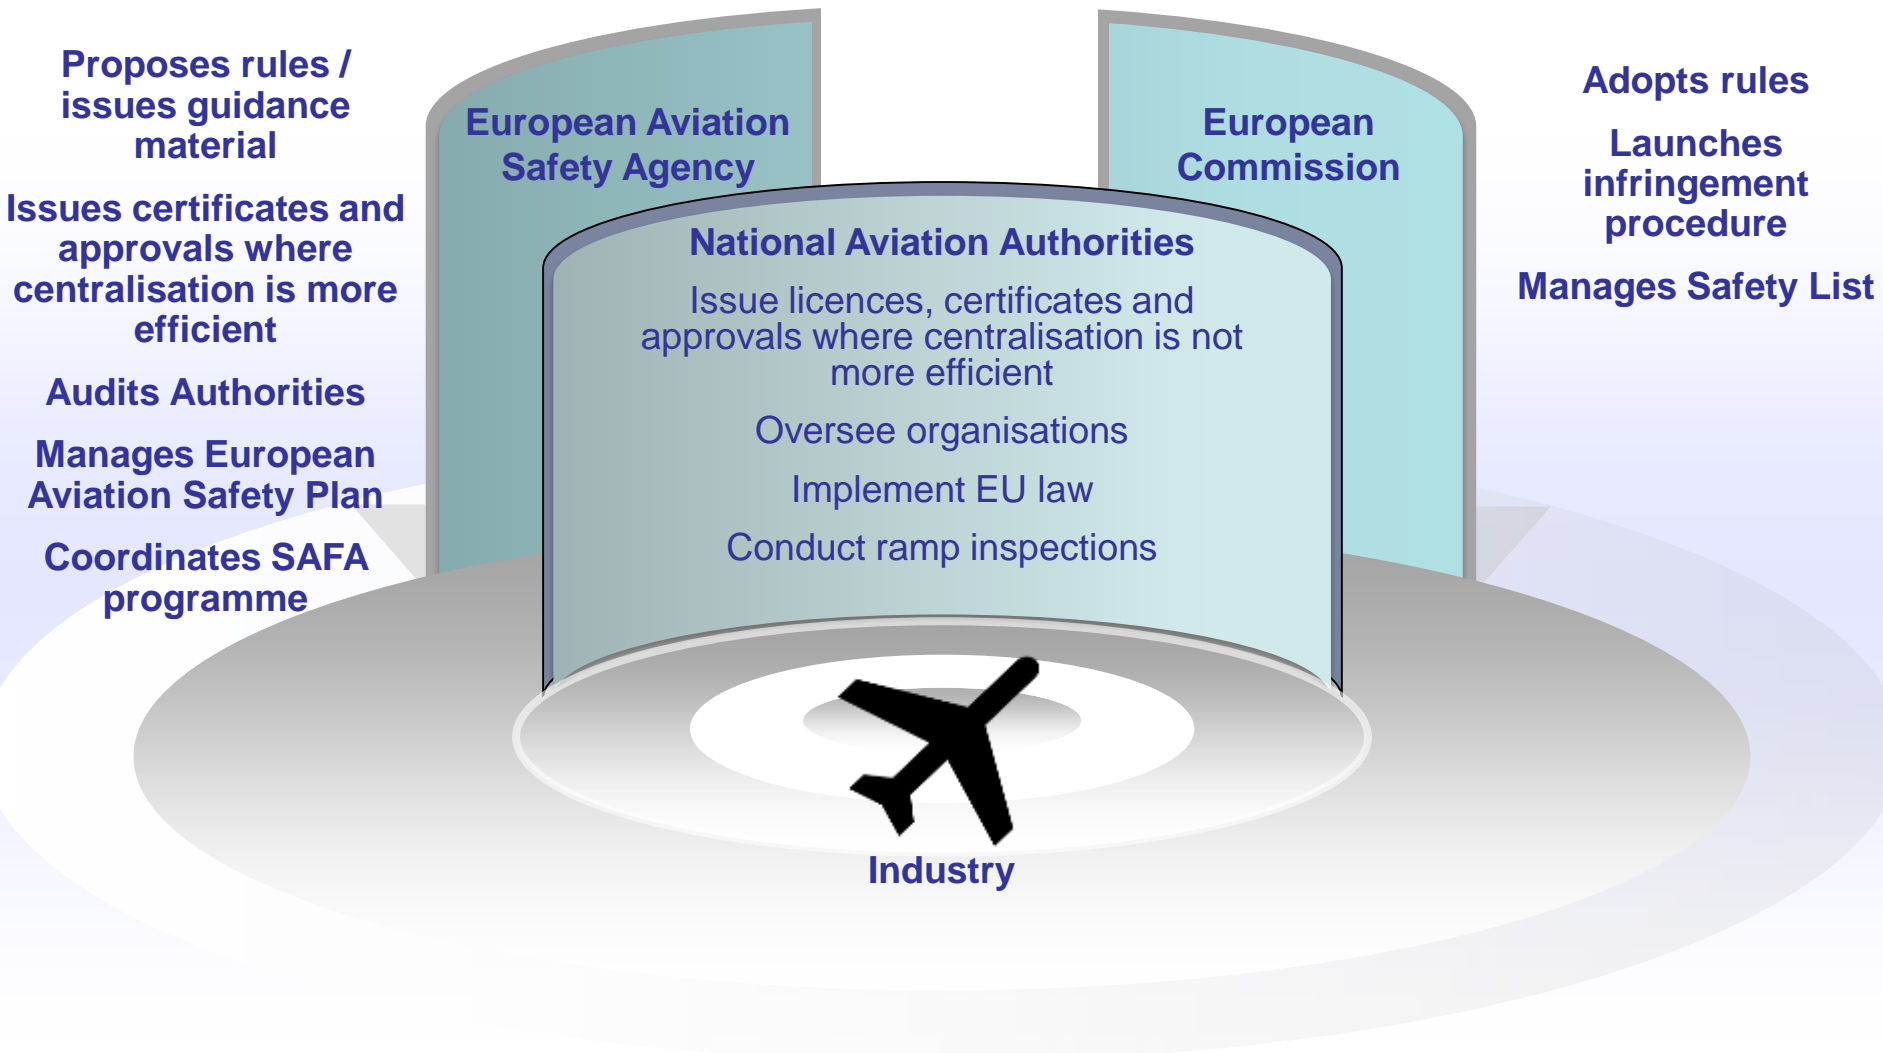 Proposes rules /
issues guidance
material
Issues certificates and
approvals where
centralisation is more
efficient
Audits Authorities
Manages European
Aviation Safety Plan
Coordinates SAFA
programme
European Aviation
Safety Agency
European
Commission
Adopts rules
Launches
infringement
procedure
Manages Safety List
National Aviation Authorities
Issue licences, certificates and
approvals where centralisation is not
more efficient
Oversee organisations
Implement EU law
Conduct ramp inspections
Industry